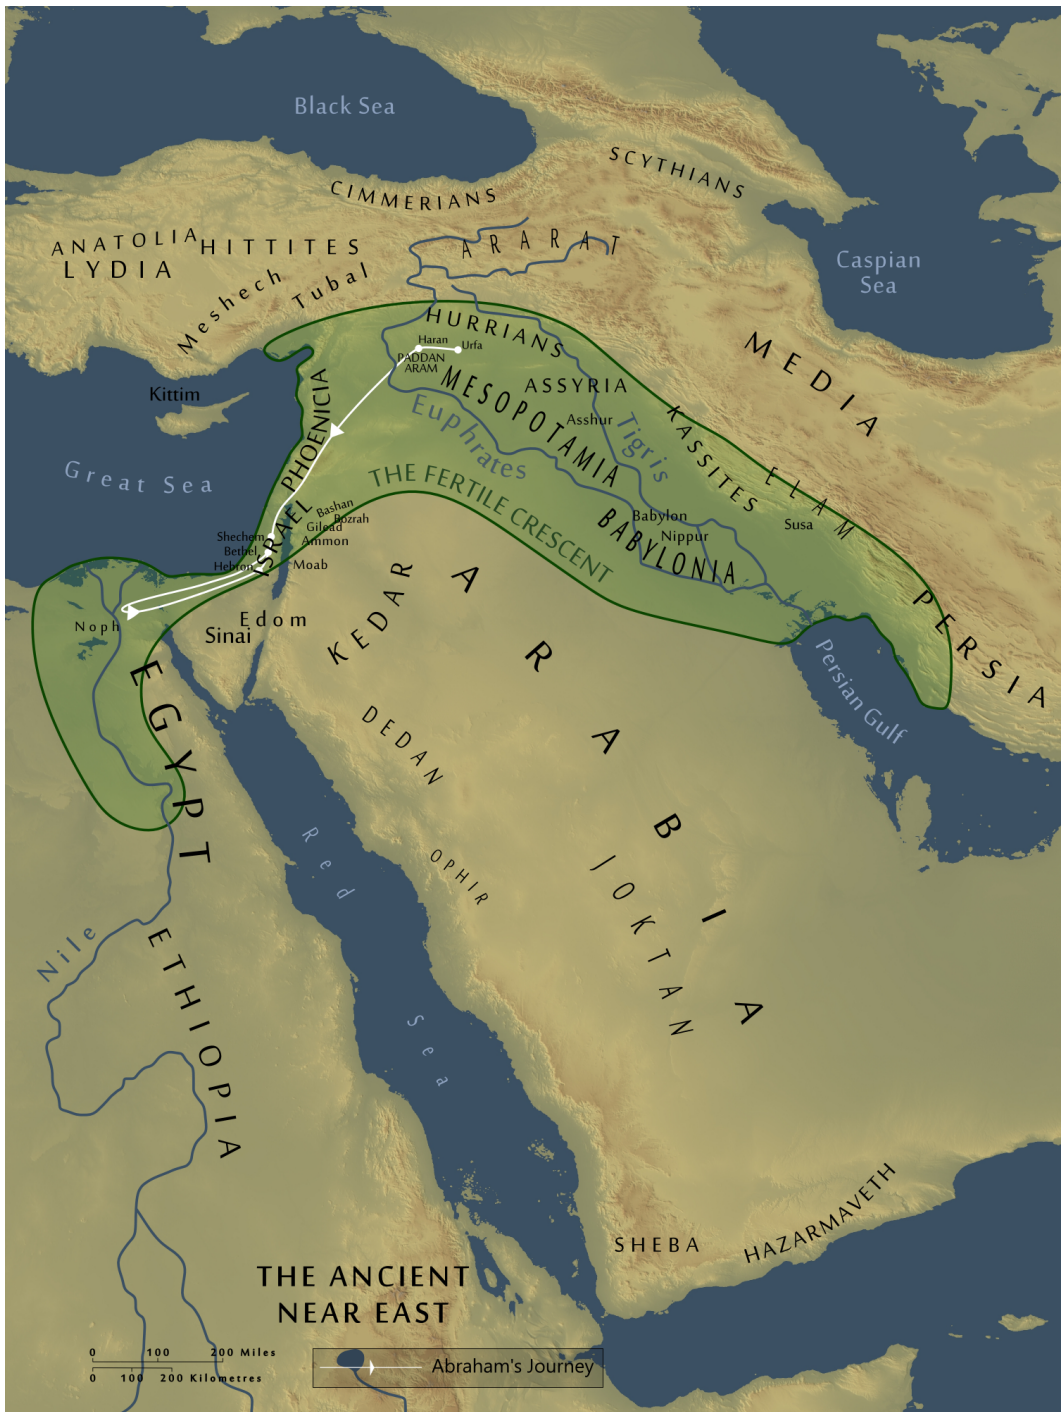 Black Sea
SCYTHIANS
CIMMERIANS
ANATOLIA
HITTITES
ARARAT
LYDIA
Caspian
Sea
Meshech
Tubal
HURRIANS
Haran
Urfa
PADDAN
ARAM
MEDIA
Kittim
PHOENICIA
MESOPOTAMIA
ASSYRIA
Asshur
Euphrates
Tigris
KASSITES
ELAM
Great Sea
THE FERTILE CRESCENT
Bashan
Bozrah
Gilead
Ammon
Shechem
Bethel
Hebron
ISRAEL
Moab
Babylon
Nippur
BABYLONIA
Susa
PERSIA
Noph
Edom
Sinai
KEDAR
ARABIA
Persian Gulf
EGYPT
DEDAN
Red Sea
OPHIR
JOKTAN
Nile
ETHIOPIA
SHEBA
HAZARMAVETH
THE ANCIENT
NEAR EAST
0 100 200 Miles
0 100 200 Kilometres
Abraham's Journey